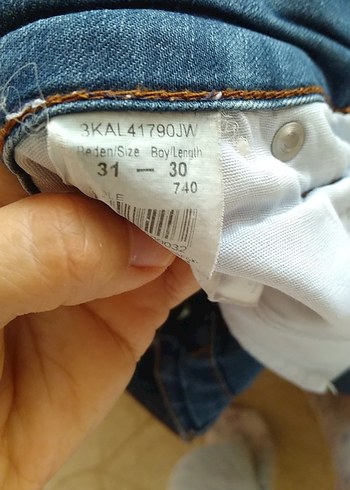 3KAL41790JW
Beden/Size Boy/Length
31 — 30
740